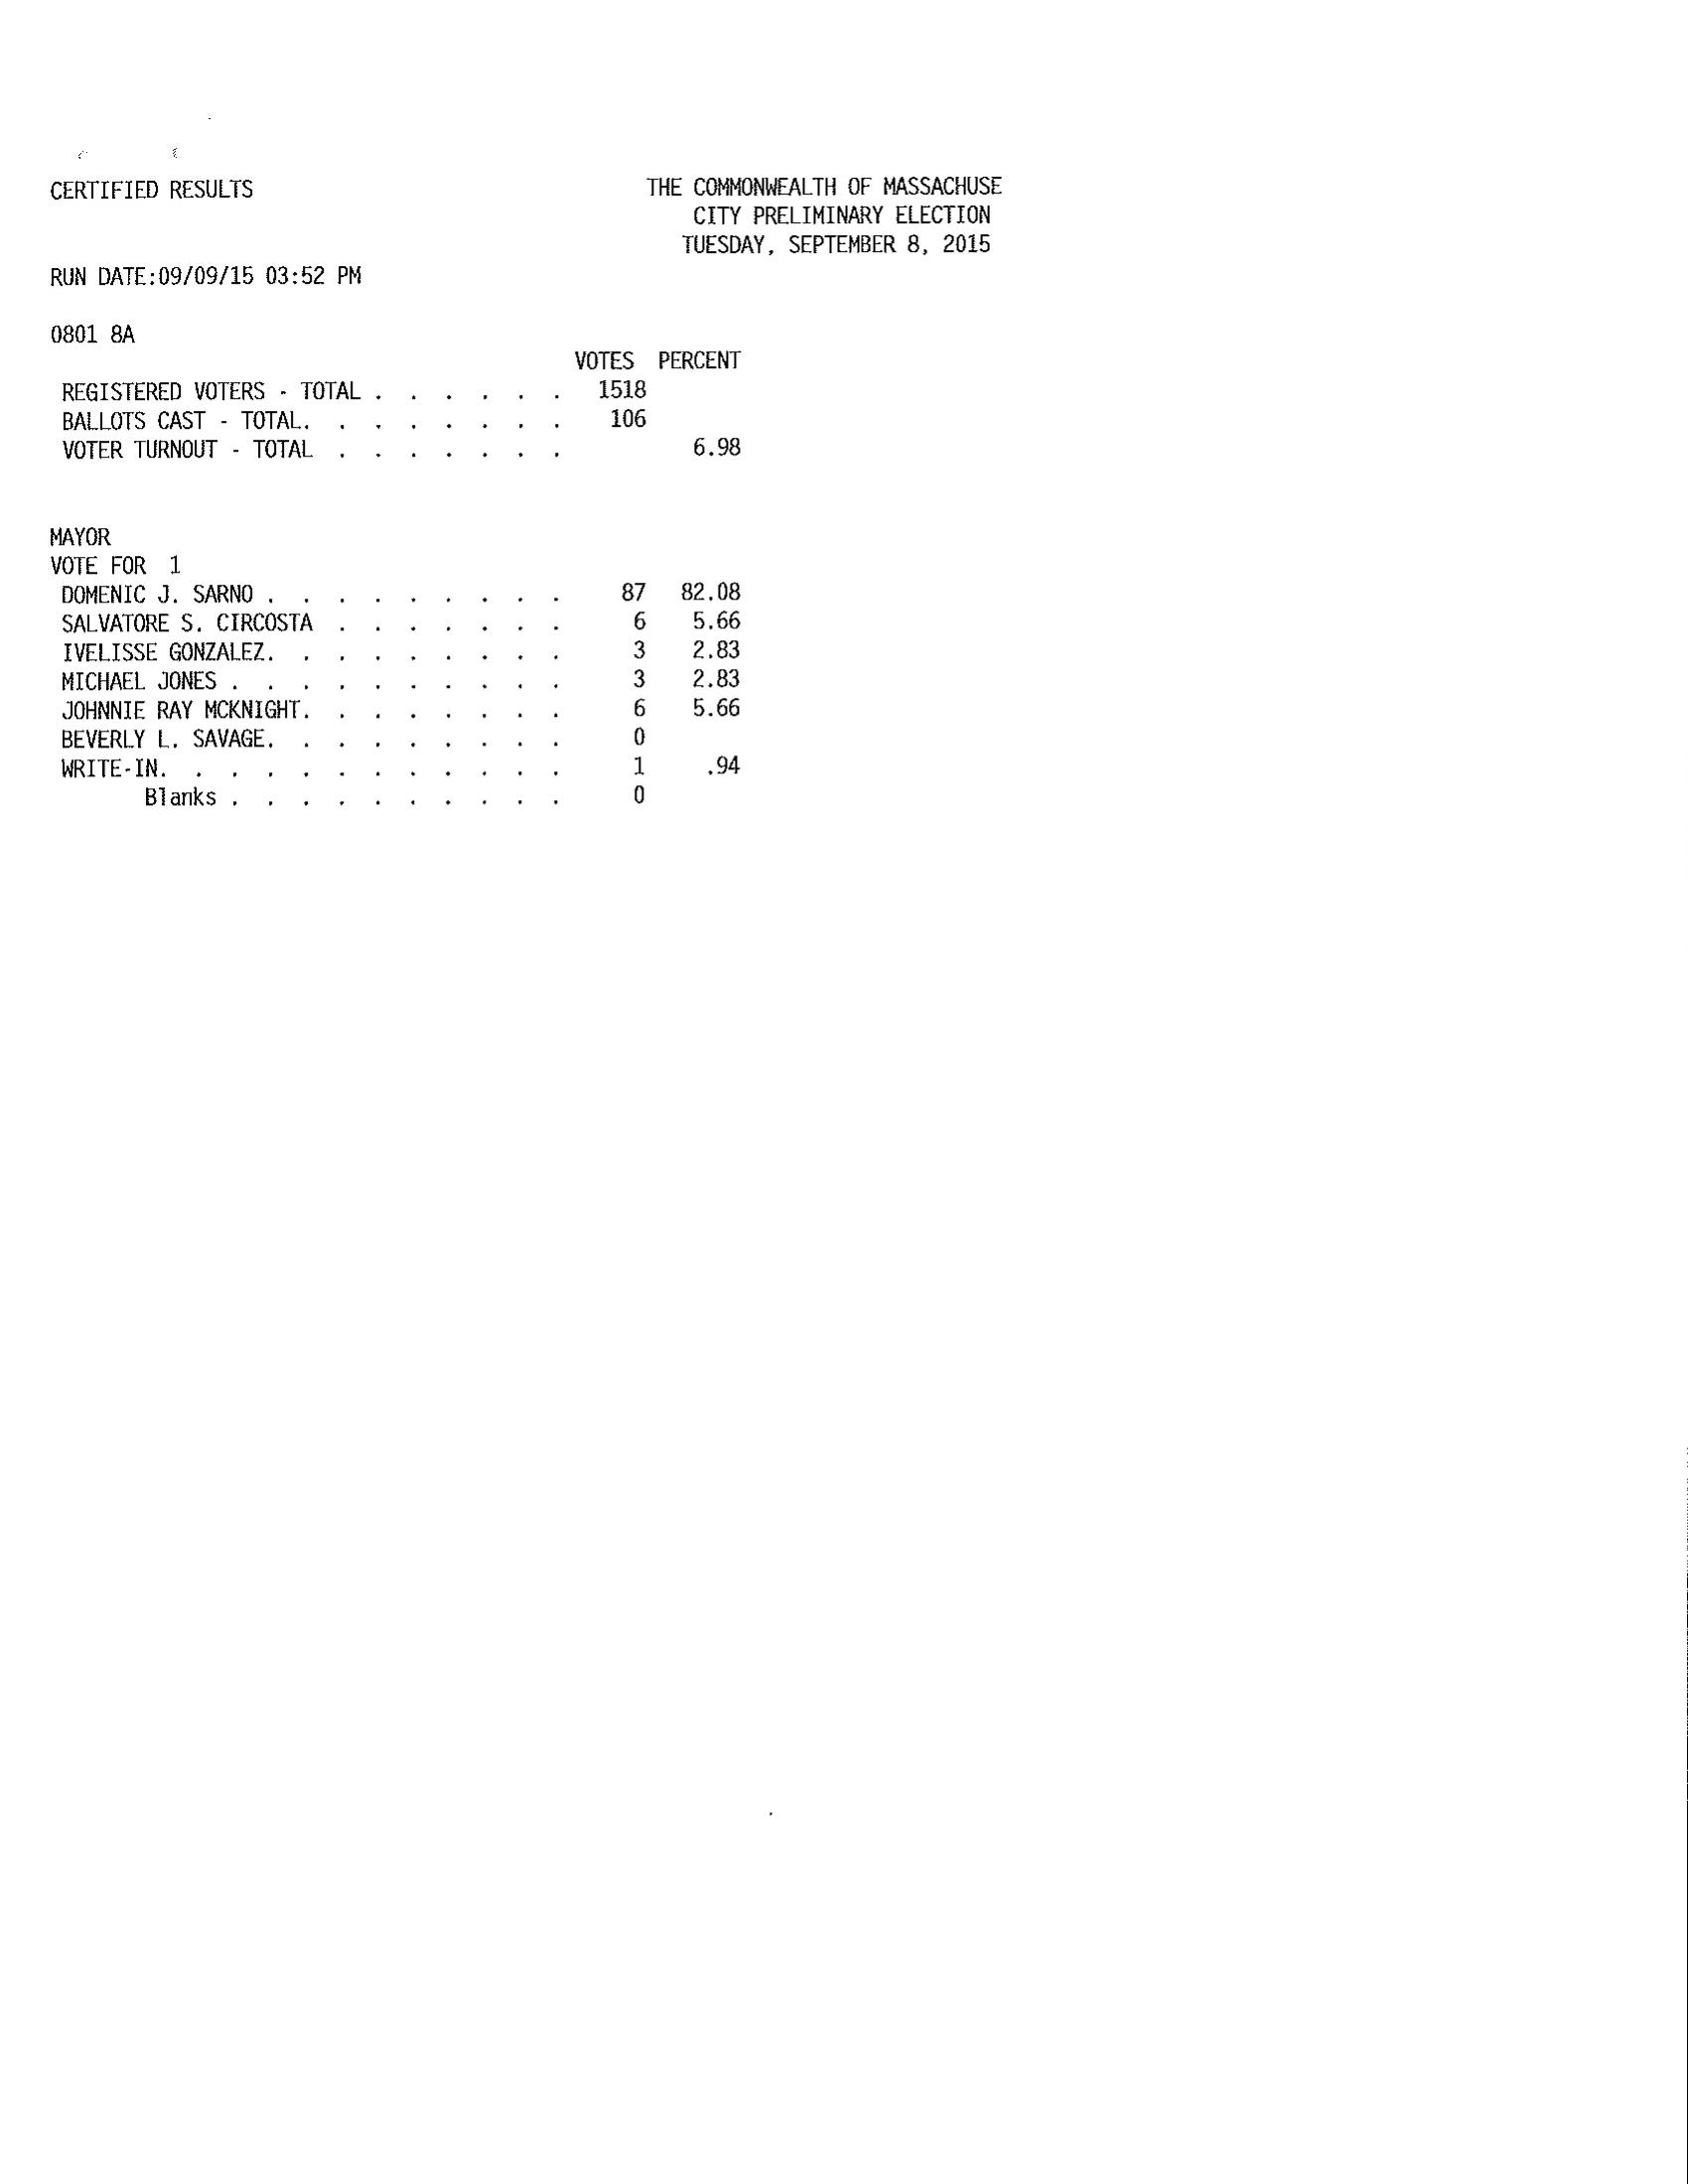 CERTIFIED RESULTS
THE COMMONWEALTH OF MASSACHUSE
CITY PRELIMINARY ELECTION
TUESDAY, SEPTEMBER 8, 2015
RUN DATE:09/09/15 03:52 PM
0801 8A
VOTES PERCENT
REGISTERED VOTERS - TOTAL . . . . . . 1518
BALLOTS CAST - TOTAL. . . . . . . . 106
VOTER TURNOUT - TOTAL . . . . . . . 6.98
MAYOR
VOTE FOR 1
DOMENIC J. SARNO . . . . . . . . . 87 82.08
SALVATORE S. CIRCOSTA . . . . . . . 6 5.66
IVELISSE GONZALEZ. . . . . . . . . 3 2.83
MICHAEL JONES . . . . . . . . . . 3 2.83
JOHNNIE RAY MCKNIGHT. . . . . . . . 6 5.66
BEVERLY L. SAVAGE. . . . . . . . . 0
WRITE-IN. . . . . . . . . . . . 1 .94
Blanks . . . . . . . . . . 0